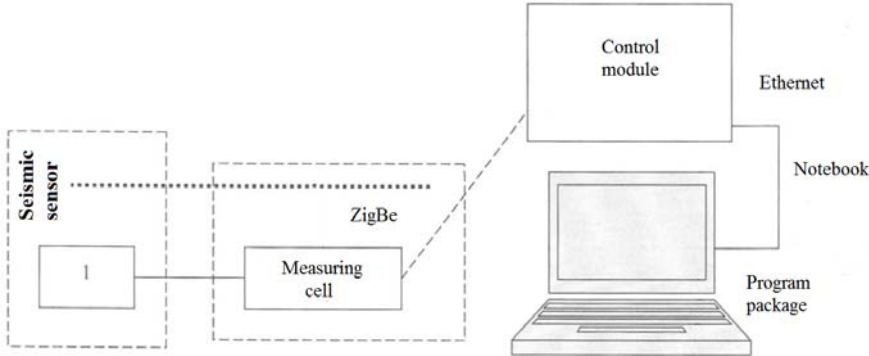 Control
module
Ethernet
Seismic
sensor
Notebook
ZigBe
1
Measuring
cell
Program
package